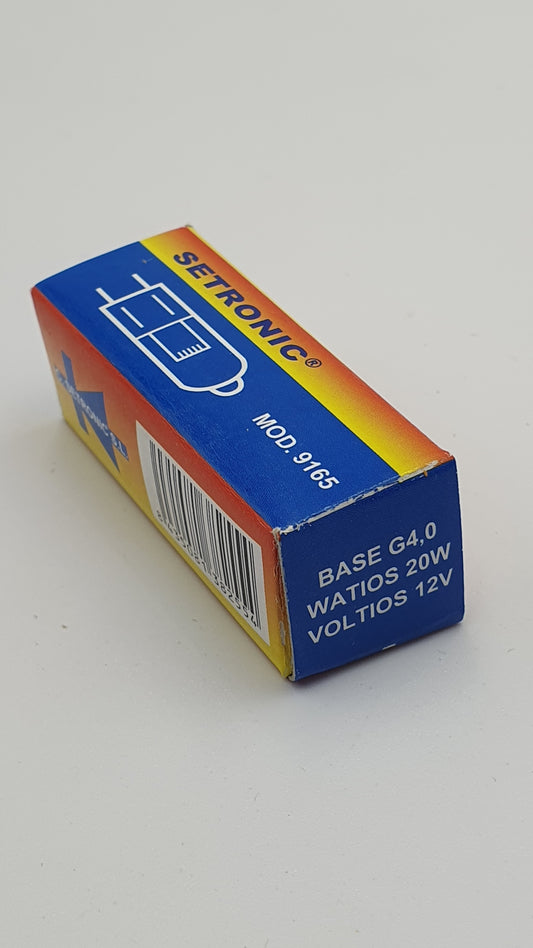 SETRONIC®
MOD. 9165
BASE G4,0
WATIOS 20W
VOLTIOS 12V